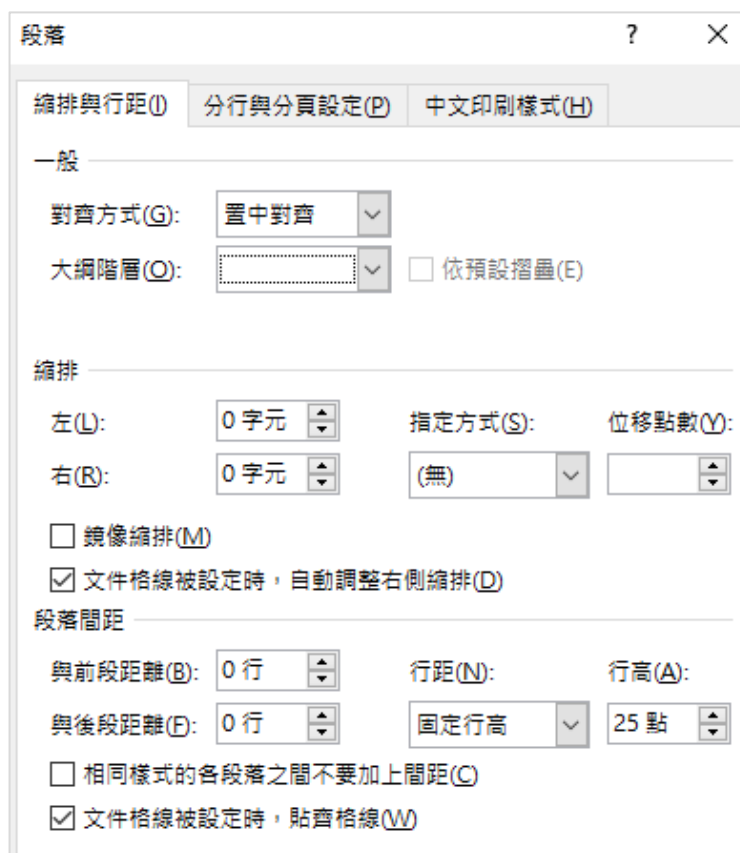 段落 ?
縮排與行距(I) 分行與分頁設定(P) 中文印刷樣式(H)
一般
對齊方式(G): 置中對齊
大綱階層(O): 依預設摺疊(E)
縮排
左(L): 0 字元 指定方式(S): 位移點數(Y):
右(R): 0 字元 (無)
鏡像縮排(M)
文件格線被設定時，自動調整右側縮排(D)
段落間距
與前段距離(B): 0 行 行距(N): 行高(A):
與後段距離(F): 0 行 固定行高 25 點
相同樣式的各段落之間不要加上間距(C)
文件格線被設定時，貼齊格線(W)